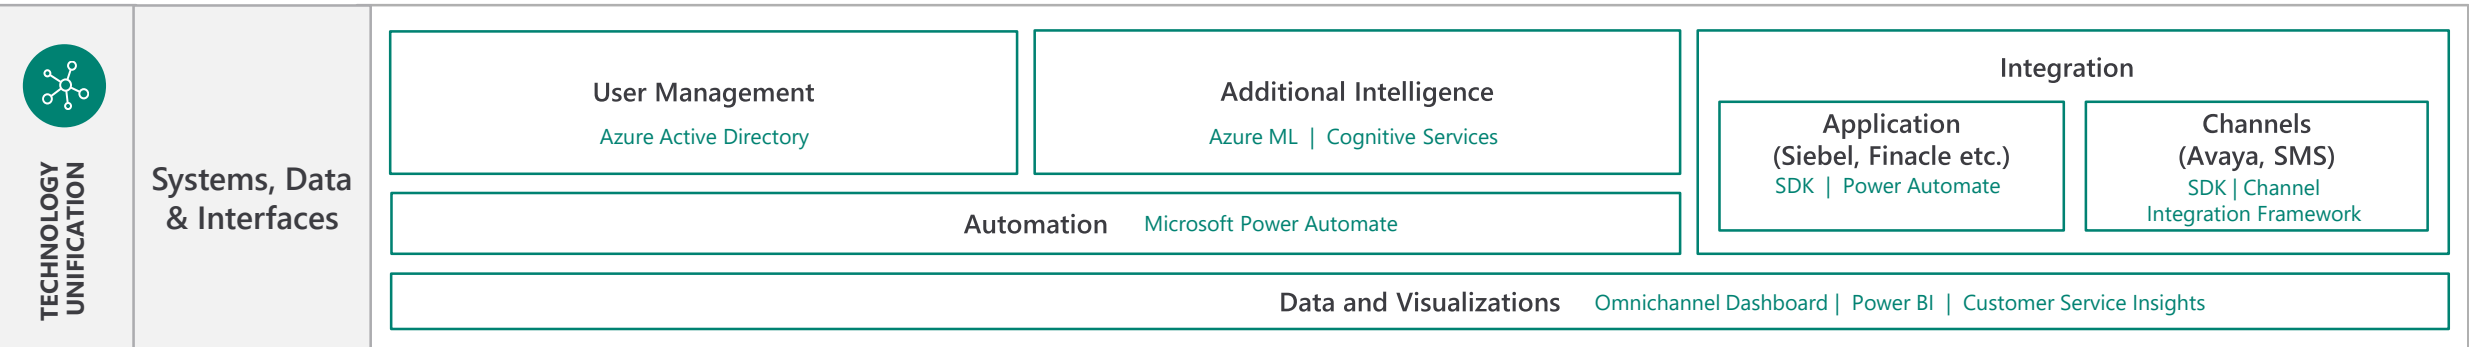 TECHNOLOGY
UNIFICATION
Systems, Data
& Interfaces
User Management
Azure Active Directory
Additional Intelligence
Azure ML | Cognitive Services
Integration
Application
(Siebel, Finacle etc.)
SDK | Power Automate
Channels
(Avaya, SMS)
SDK | Channel
Integration Framework
Automation Microsoft Power Automate
Data and Visualizations Omnichannel Dashboard | Power BI | Customer Service Insights